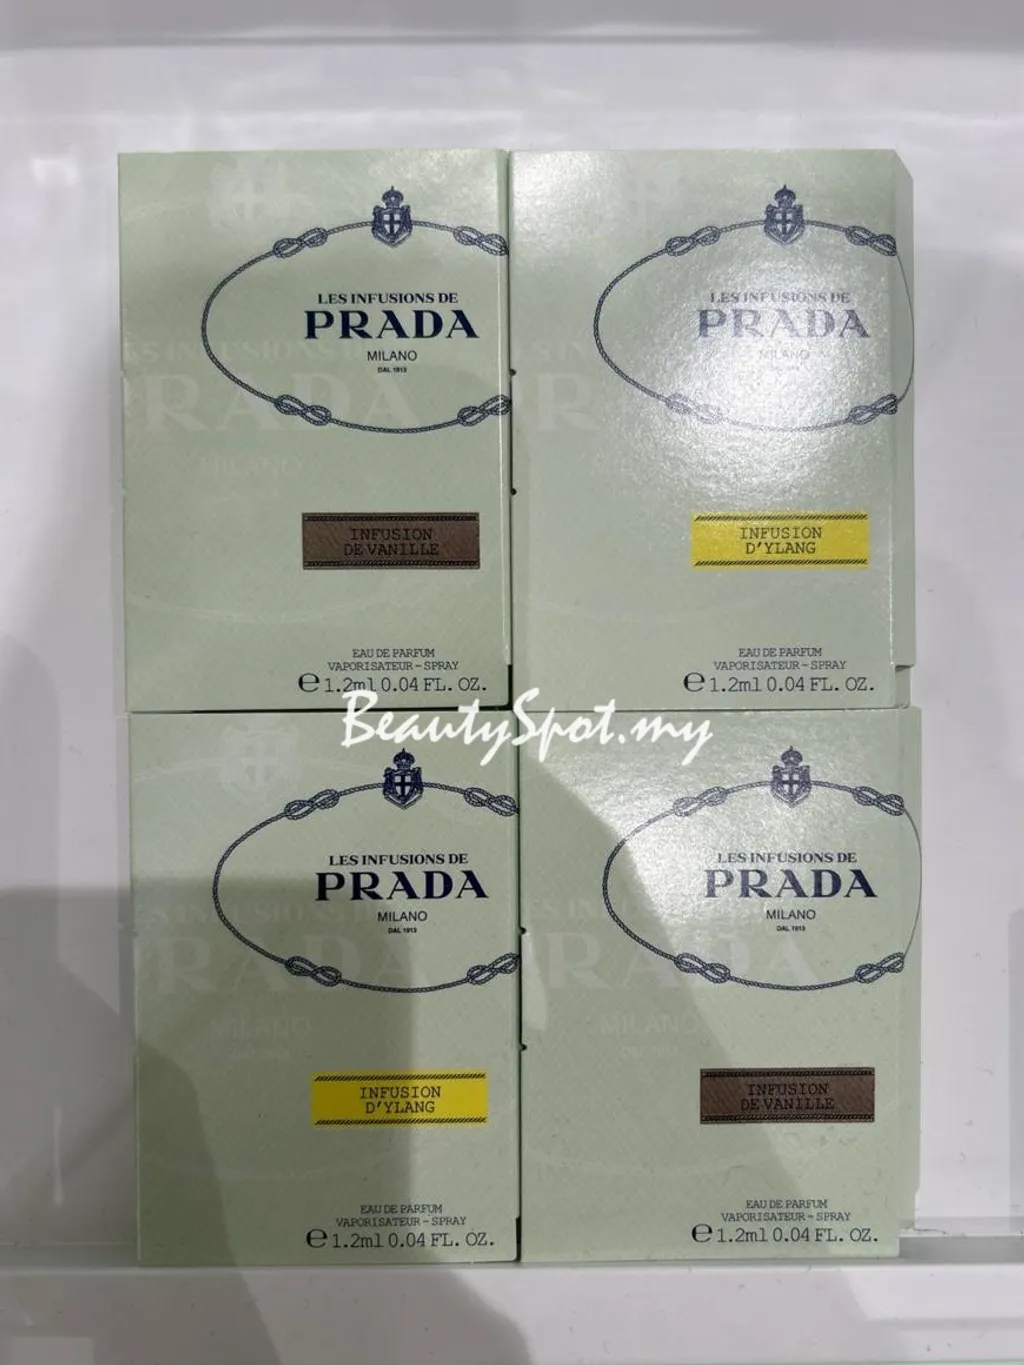 LES INFUSIONS DE
PRADA
MILANO
DAL 1913
INFUSION
DE VANILLE
EAU DE PARFUM
VAPORISATEUR - SPRAY
℮ 1.2ml 0.04 FL. OZ.
LES INFUSIONS DE
PRADA
MILANO
INFUSION
D'YLANG
EAU DE PARFUM
VAPORISATEUR - SPRAY
℮ 1.2ml 0.04 FL. OZ.
BeautySpot.my
LES INFUSIONS DE
PRADA
MILANO
DAL 1913
INFUSION
D'YLANG
EAU DE PARFUM
VAPORISATEUR - SPRAY
℮ 1.2ml 0.04 FL. OZ.
LES INFUSIONS DE
PRADA
MILANO
DAL 1913
INFUSION
DE VANILLE
EAU DE PARFUM
VAPORISATEUR - SPRAY
℮ 1.2ml 0.04 FL. OZ.